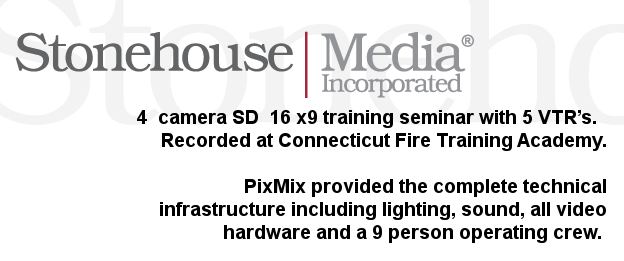 Stonehouse | Media®
Incorporated
4 camera SD 16 x9 training seminar with 5 VTR's.
Recorded at Connecticut Fire Training Academy.
PixMix provided the complete technical
infrastructure including lighting, sound, all video
hardware and a 9 person operating crew.